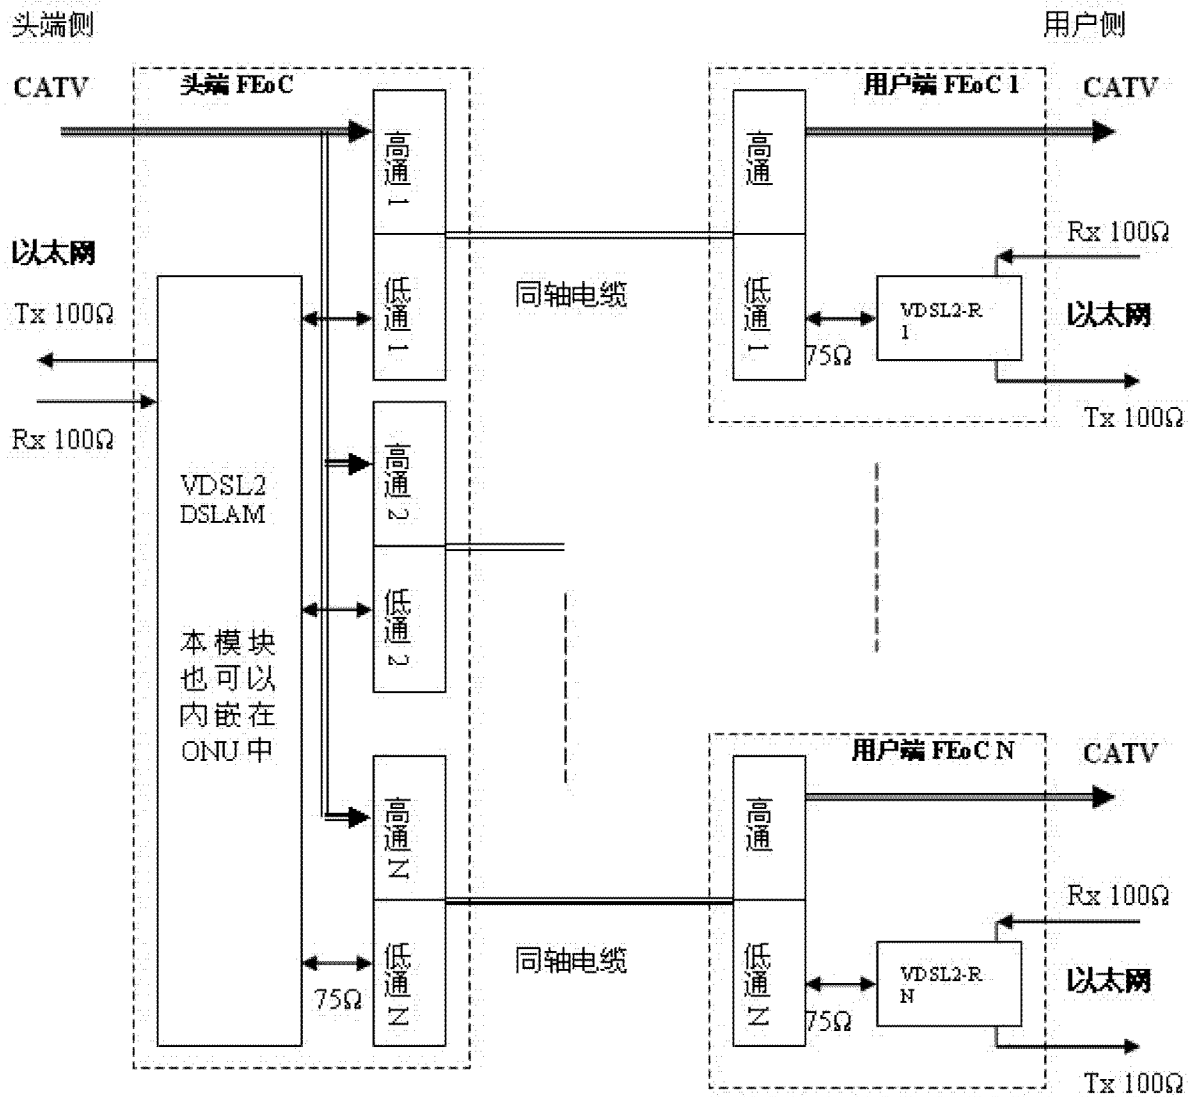 头端侧
用户侧
CATV
头端 FEoC
用户端 FEoC 1
CATV
高通1
高通
以太网
Rx 100Ω
Tx 100Ω
低通1
同轴电缆
低通1
VDSL2-R
1
以太网
75Ω
Rx 100Ω
Tx 100Ω
VDSL2
DSLAM
高通2
低通2
本模块
也可以
内嵌在
ONU中
用户端 FEoC N
CATV
高通N
高通
Rx 100Ω
同轴电缆
低通N
低通N
VDSL2-R
N
以太网
75Ω
75Ω
Tx 100Ω